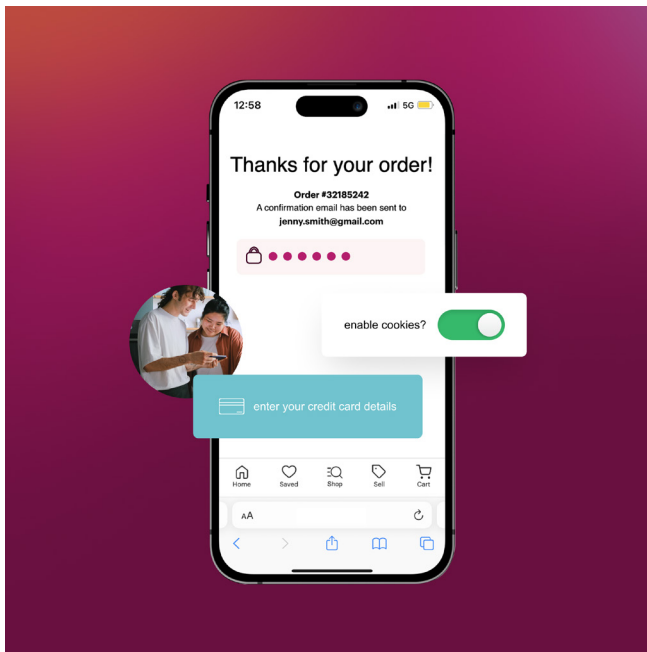 12:58
5G
Thanks for your order!
Order #32185242
A confirmation email has been sent to
jenny.smith@gmail.com
enable cookies?
enter your credit card details
Home Saved Shop Sell Cart
AA